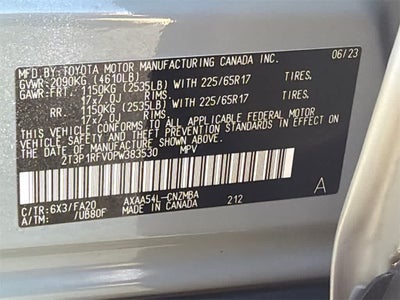 MFD.BY:TOYOTA MOTOR MANUFACTURING CANADA INC. 06/23
GVWR:2090KG (4610LB)
GAWR:FRT. 1150KG (2535LB) WITH 225/65R17 TIRES.
17x7.0J RIMS.
RR. 1150KG (2535LB) WITH 225/65R17 TIRES.
17x7.0J RIMS.
THIS VEHICLE CONFORMS TO ALL APPLICABLE FEDERAL MOTOR
VEHICLE SAFETY AND THEFT PREVENTION STANDARDS IN EFFECT
ON THE DATE OF MANUFACTURE SHOWN ABOVE.
2T3P1RFV0PW383530 MPV
C/TR:6X3/FA20 AXAA54L-CNZMBA A
A/TM: /UB80F MADE IN CANADA 212